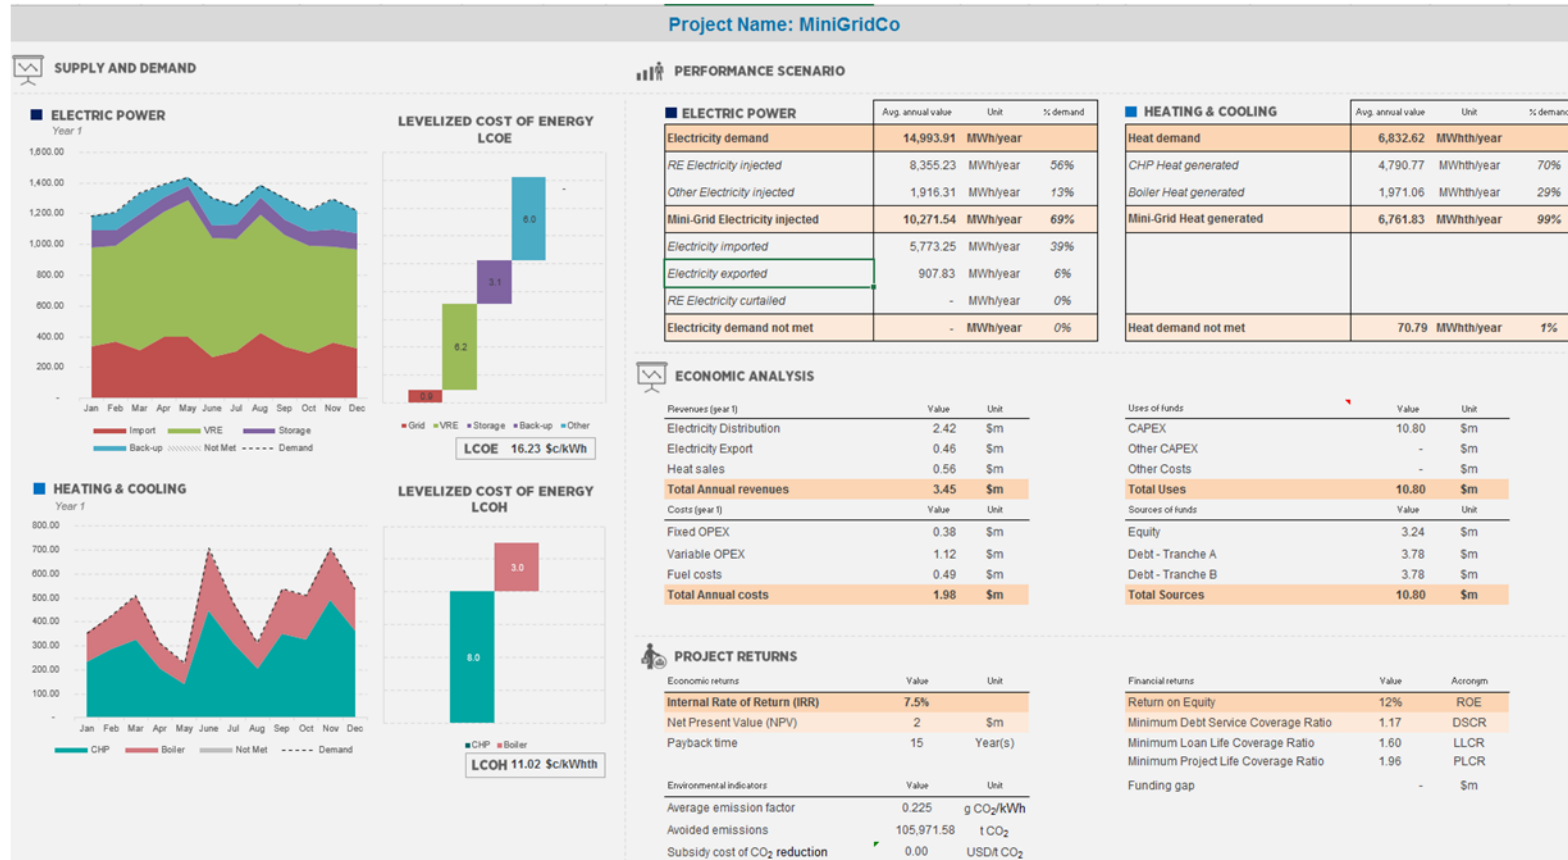 Project Name: MiniGridCo
SUPPLY AND DEMAND
ELECTRIC POWER
Year 1
1,600.00
1,400.00
1,200.00
1,000.00
800.00
600.00
400.00
200.00
-
Jan Feb Mar Apr May June Jul Aug Sep Oct Nov Dec
Import VRE Storage
Back-up Not Met Demand
LEVELIZED COST OF ENERGY
LCOE
-
6.0
3.1
6.2
0.9
Grid VRE Storage Back-up Other
LCOE 16.23 $c/kWh
HEATING & COOLING
Year 1
800.00
700.00
600.00
500.00
400.00
300.00
200.00
100.00
-
Jan Feb Mar Apr May June Jul Aug Sep Oct Nov Dec
CHP Boiler Not Met Demand
LEVELIZED COST OF ENERGY
LCOH
3.0
8.0
CHP Boiler
LCOH 11.02 $c/kWhth
PERFORMANCE SCENARIO
ELECTRIC POWER Avg. annual value Unit % demand
Electricity demand 14,993.91 MWh/year
RE Electricity injected 8,355.23 MWh/year 56%
Other Electricity injected 1,916.31 MWh/year 13%
Mini-Grid Electricity injected 10,271.54 MWh/year 69%
Electricity imported 5,773.25 MWh/year 39%
Electricity exported 907.83 MWh/year 6%
RE Electricity curtailed - MWh/year 0%
Electricity demand not met - MWh/year 0%
HEATING & COOLING Avg. annual value Unit % demand
Heat demand 6,832.62 MWhth/year
CHP Heat generated 4,790.77 MWhth/year 70%
Boiler Heat generated 1,971.06 MWhth/year 29%
Mini-Grid Heat generated 6,761.83 MWhth/year 99%
Heat demand not met 70.79 MWhth/year 1%
ECONOMIC ANALYSIS
Revenues (year 1) Value Unit
Electricity Distribution 2.42 $m
Electricity Export 0.46 $m
Heat sales 0.56 $m
Total Annual revenues 3.45 $m
Costs (year 1) Value Unit
Fixed OPEX 0.38 $m
Variable OPEX 1.12 $m
Fuel costs 0.49 $m
Total Annual costs 1.98 $m
Uses of funds Value Unit
CAPEX 10.80 $m
Other CAPEX - $m
Other Costs - $m
Total Uses 10.80 $m
Sources of funds Value Unit
Equity 3.24 $m
Debt - Tranche A 3.78 $m
Debt - Tranche B 3.78 $m
Total Sources 10.80 $m
PROJECT RETURNS
Economic returns Value Unit
Internal Rate of Return (IRR) 7.5%
Net Present Value (NPV) 2 $m
Payback time 15 Year(s)
Environmental indicators Value Unit
Average emission factor 0.225 g CO2/kWh
Avoided emissions 105,971.58 t CO2
Subsidy cost of CO2 reduction 0.00 USD/t CO2
Financial returns Value Acronym
Return on Equity 12% ROE
Minimum Debt Service Coverage Ratio 1.17 DSCR
Minimum Loan Life Coverage Ratio 1.60 LLCR
Minimum Project Life Coverage Ratio 1.96 PLCR
Funding gap - $m